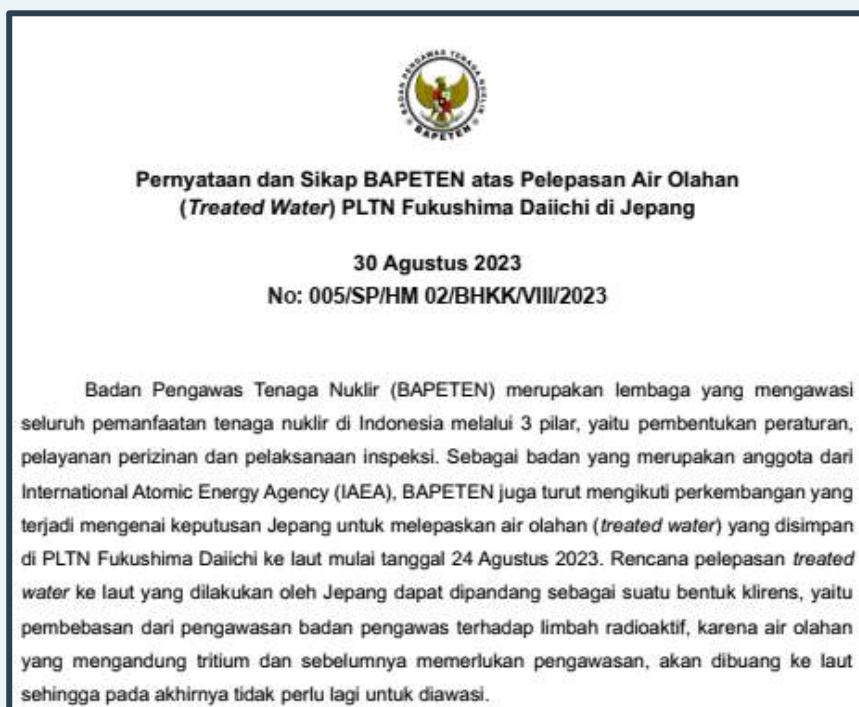 BADAN PENGAWAS TENAGA NUKLIR
BAPETEN
Pernyataan dan Sikap BAPETEN atas Pelepasan Air Olahan
(Treated Water) PLTN Fukushima Daiichi di Jepang
30 Agustus 2023
No: 005/SP/HM 02/BHKK/VIII/2023
Badan Pengawas Tenaga Nuklir (BAPETEN) merupakan lembaga yang mengawasi
seluruh pemanfaatan tenaga nuklir di Indonesia melalui 3 pilar, yaitu pembentukan peraturan,
pelayanan perizinan dan pelaksanaan inspeksi. Sebagai badan yang merupakan anggota dari
International Atomic Energy Agency (IAEA), BAPETEN juga turut mengikuti perkembangan yang
terjadi mengenai keputusan Jepang untuk melepaskan air olahan (treated water) yang disimpan
di PLTN Fukushima Daiichi ke laut mulai tanggal 24 Agustus 2023. Rencana pelepasan treated
water ke laut yang dilakukan oleh Jepang dapat dipandang sebagai suatu bentuk klirens, yaitu
pembebasan dari pengawasan badan pengawas terhadap limbah radioaktif, karena air olahan
yang mengandung tritium dan sebelumnya memerlukan pengawasan, akan dibuang ke laut
sehingga pada akhirnya tidak perlu lagi untuk diawasi.